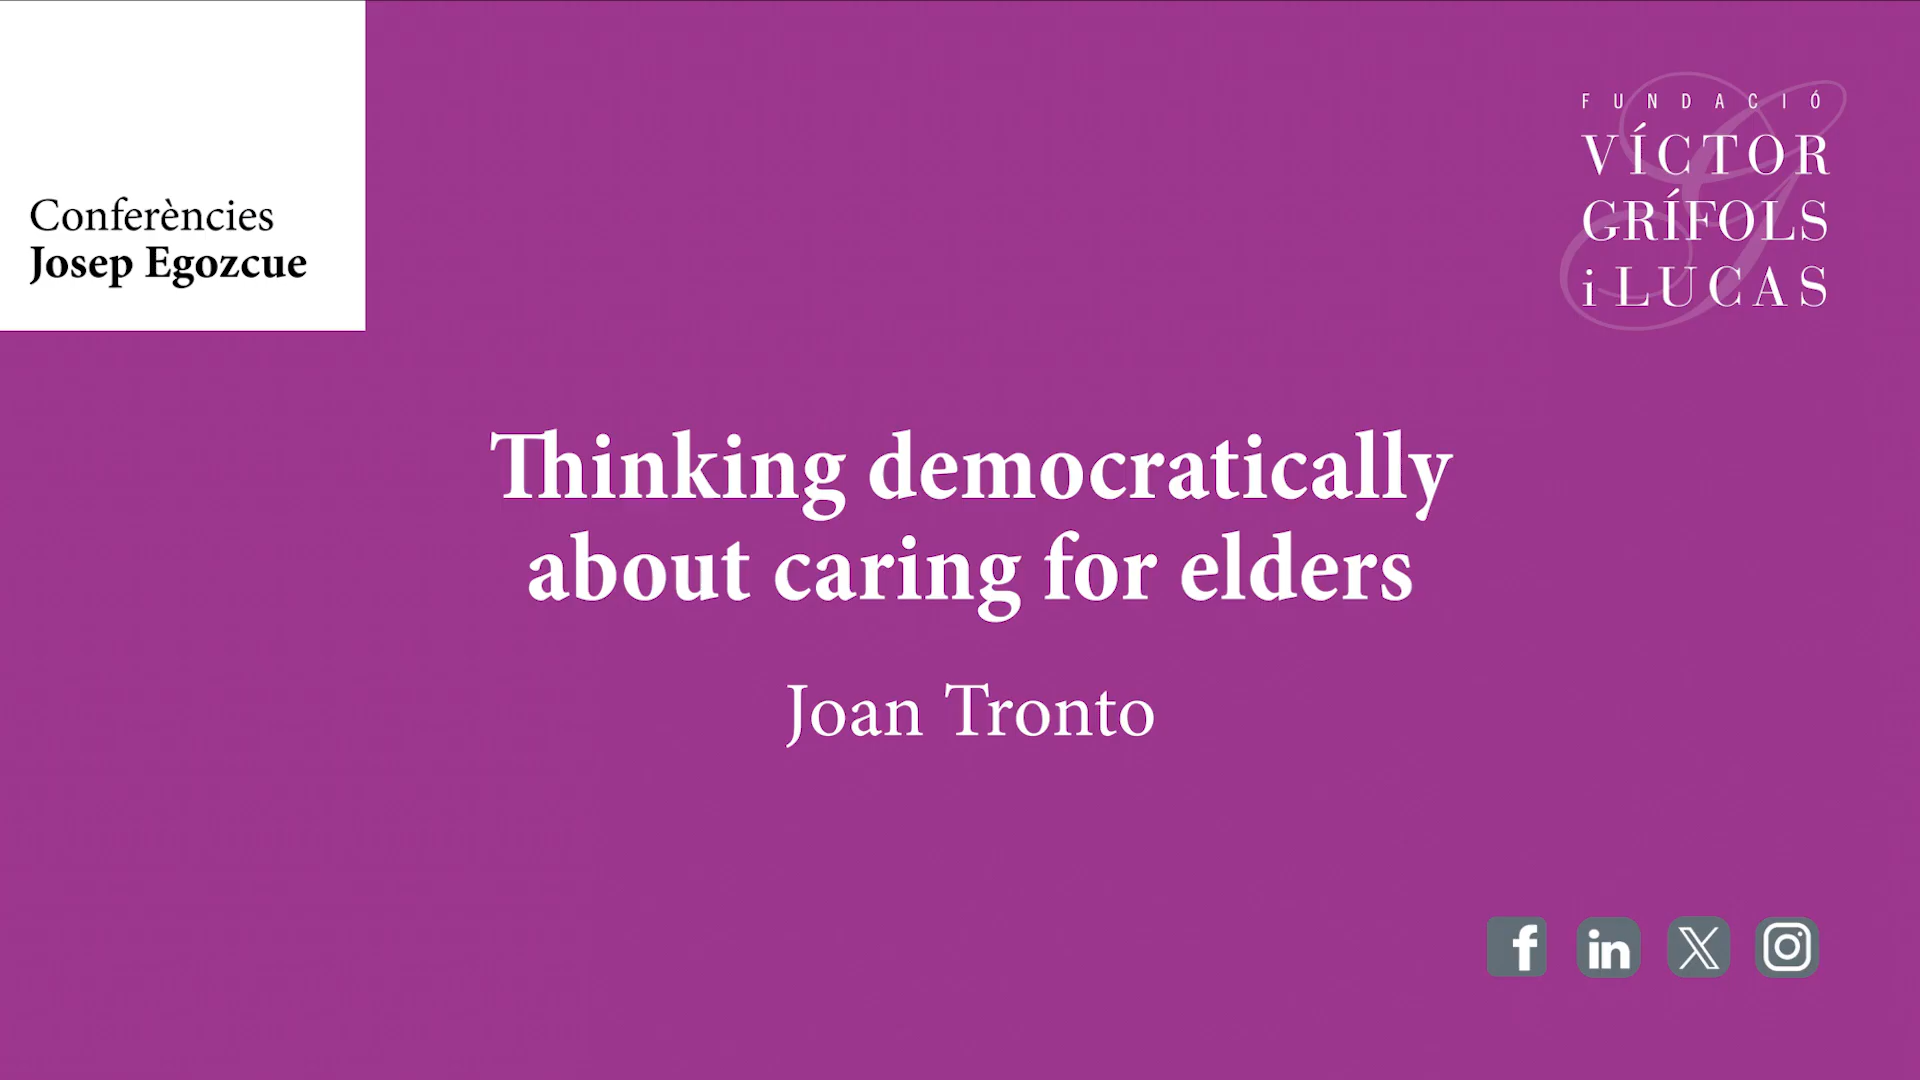 Conferències
Josep Egozcue
FUNDACIÓ
VÍCTOR
GRÍFOLS
i LUCAS
Thinking democratically
about caring for elders
Joan Tronto